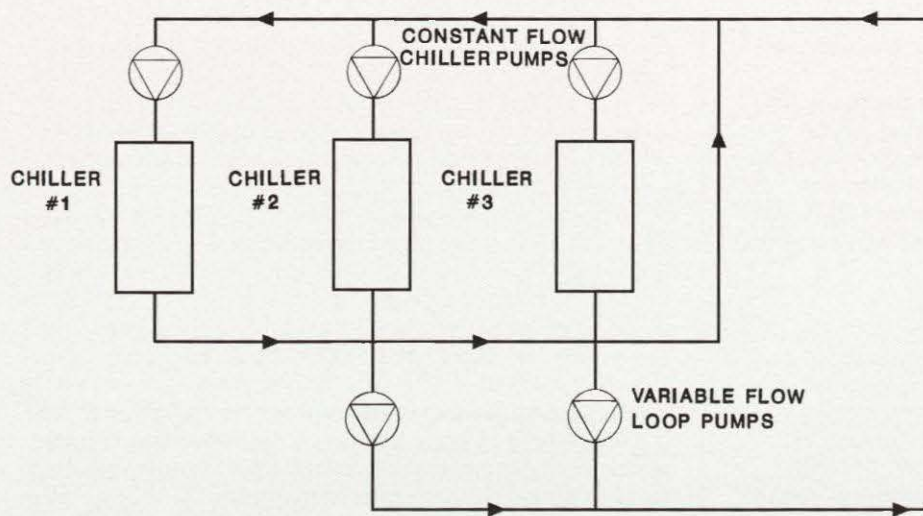 CONSTANT FLOW
CHILLER PUMPS
CHILLER
#1
CHILLER
#2
CHILLER
#3
VARIABLE FLOW
LOOP PUMPS